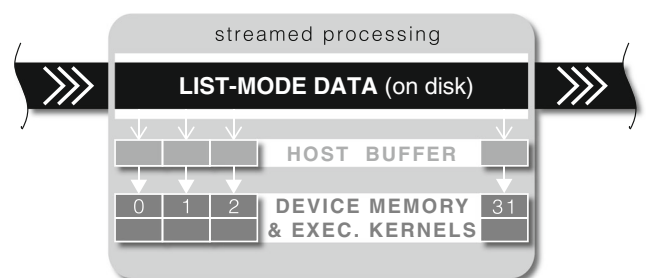 streamed processing
LIST-MODE DATA (on disk)
HOST BUFFER
0 1 2 DEVICE MEMORY 31
& EXEC. KERNELS